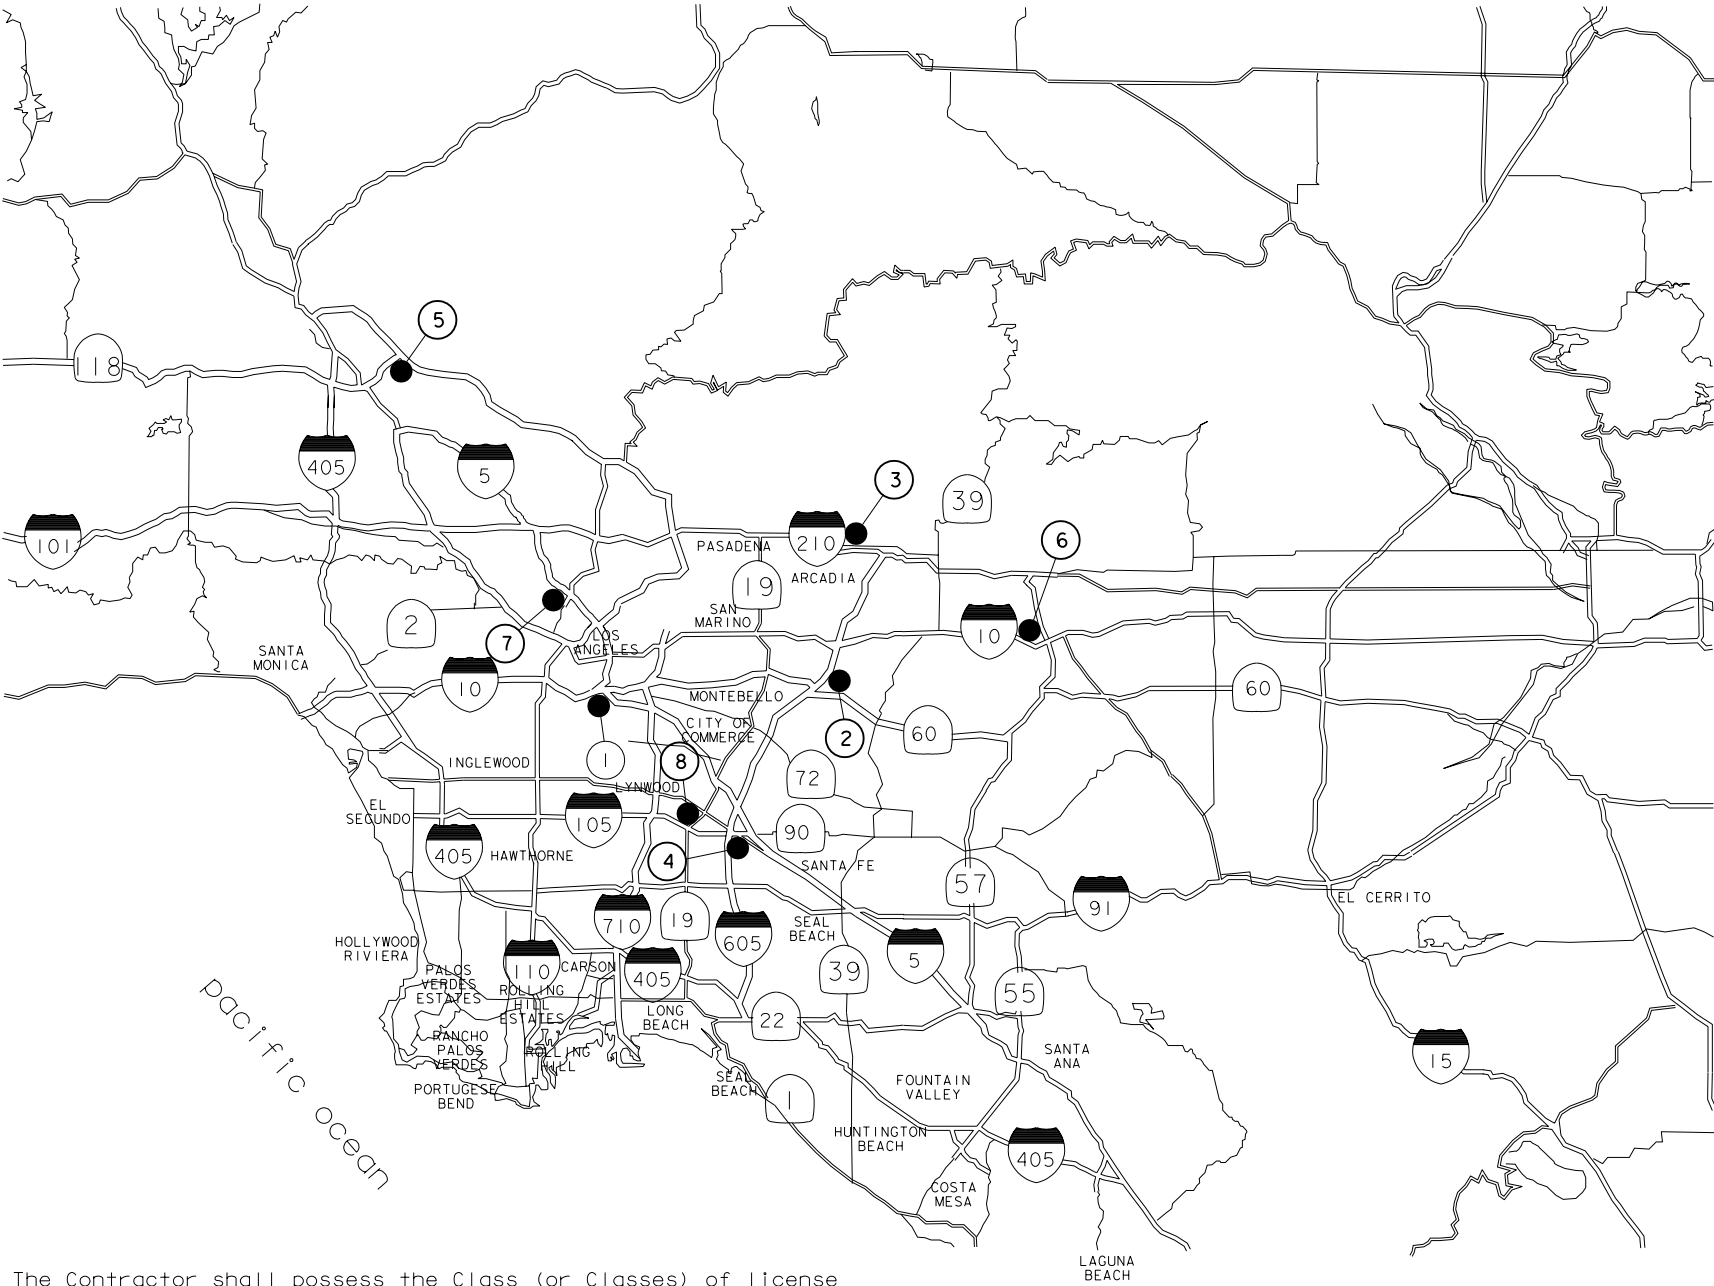 5
118
405
5
3
39
101
210
6
PASADENA
ARCADIA
19
2
SAN
MARINO
10
7
LOS
ANGELES
SANTA
MONICA
10
60
MONTEBELLO
CITY OF
COMMERCE
2
60
1
8
INGLEWOOD
72
LYNWOOD
EL
SEGUNDO
105
90
405
HAWTHORNE
4
SANTA FE
57
91
EL CERRITO
710
19
605
SEAL
BEACH
5
HOLLYWOOD
RIVIERA
110
CARSON
405
39
PALOS
VERDES
ESTATES
ROLLING
HILL
ESTATES
55
LONG
BEACH
22
RANCHO
PALOS
VERDES
ROLLING
HILL
SANTA
ANA
15
SEAL
BEACH
FOUNTAIN
VALLEY
PORTUGESE
BEND
1
HUNTINGTON
BEACH
405
COSTA
MESA
pacific ocean
LAGUNA
BEACH
The Contractor shall possess the Class (or Classes) of license